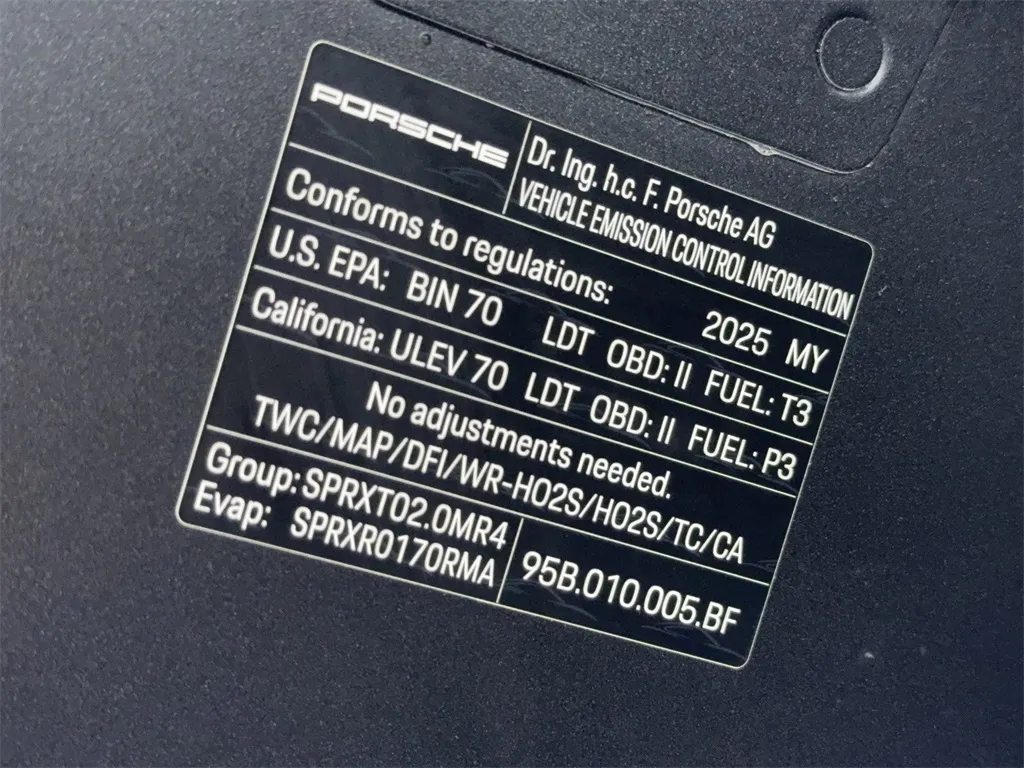 PORSCHE
Dr. Ing. h.c. F. Porsche AG
VEHICLE EMISSION CONTROL INFORMATION
Conforms to regulations: 2025 MY
U.S. EPA: BIN 70 LDT OBD: II FUEL: T3
California: ULEV 70 LDT OBD: II FUEL: P3
No adjustments needed.
TWC/MAP/DFI/WR-HO2S/HO2S/TC/CA
Group: SPRXT02.0MR4
Evap: SPRXR0170RMA
95B.010.005.BF